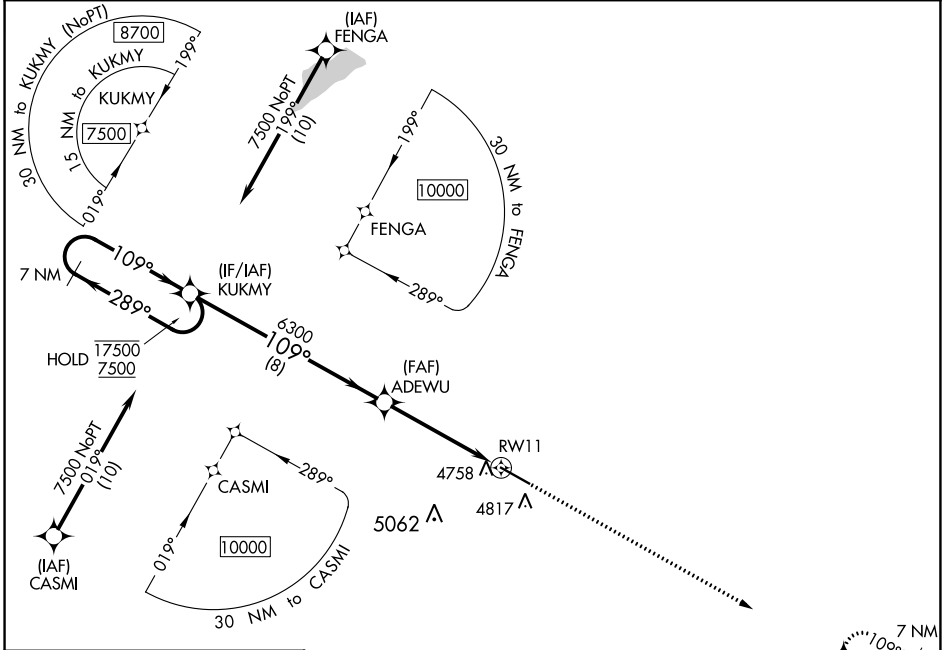 (IAF)
FENGA
30 NM to KUKMY (NoPT)
8700
15 NM to KUKMY
199°
KUKMY
7500
019°
7500 NoPT
199°
(10)
199°
30 NM to FENGA
10000
FENGA
289°
109°
7 NM
289°
(IF/IAF)
KUKMY
HOLD
17500
7500
6300
109°
(8)
(FAF)
ADEWU
RW11
4758
4817
5062
7500 NoPT
019°
(10)
(IAF)
CASMI
289°
CASMI
019°
10000
30 NM to CASMI
7 NM
109°